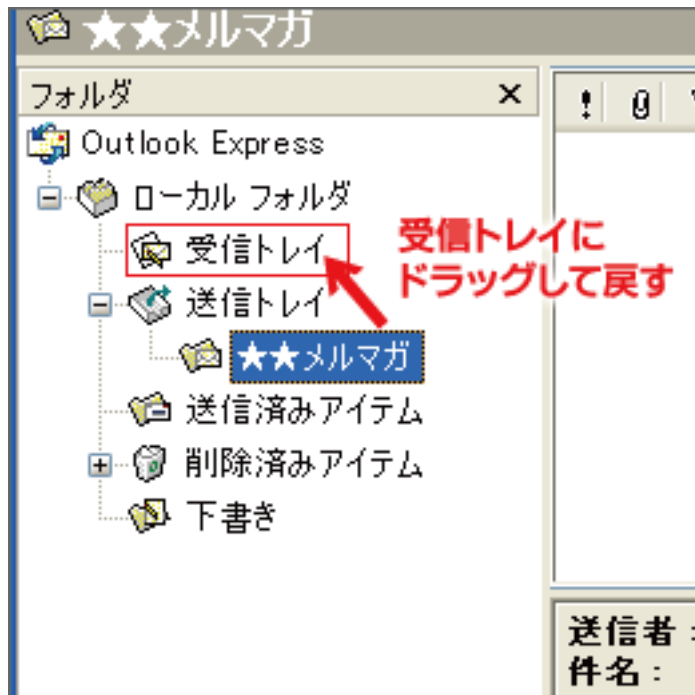 ★★メルマガ
フォルダ
Outlook Express
ローカル フォルダ
受信トレイ
受信トレイに
ドラッグして戻す
送信トレイ
★★メルマガ
送信済みアイテム
削除済みアイテム
下書き
送信者 :
件名 :